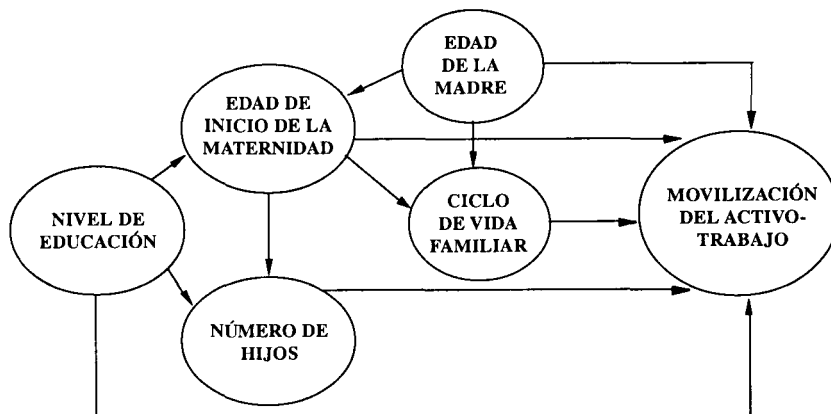 EDAD
DE LA
MADRE
EDAD DE
INICIO DE LA
MATERNIDAD
NIVEL DE
EDUCACIÓN
CICLO
DE VIDA
FAMILIAR
MOVILIZACIÓN
DEL ACTIVO-
TRABAJO
NÚMERO DE
HIJOS